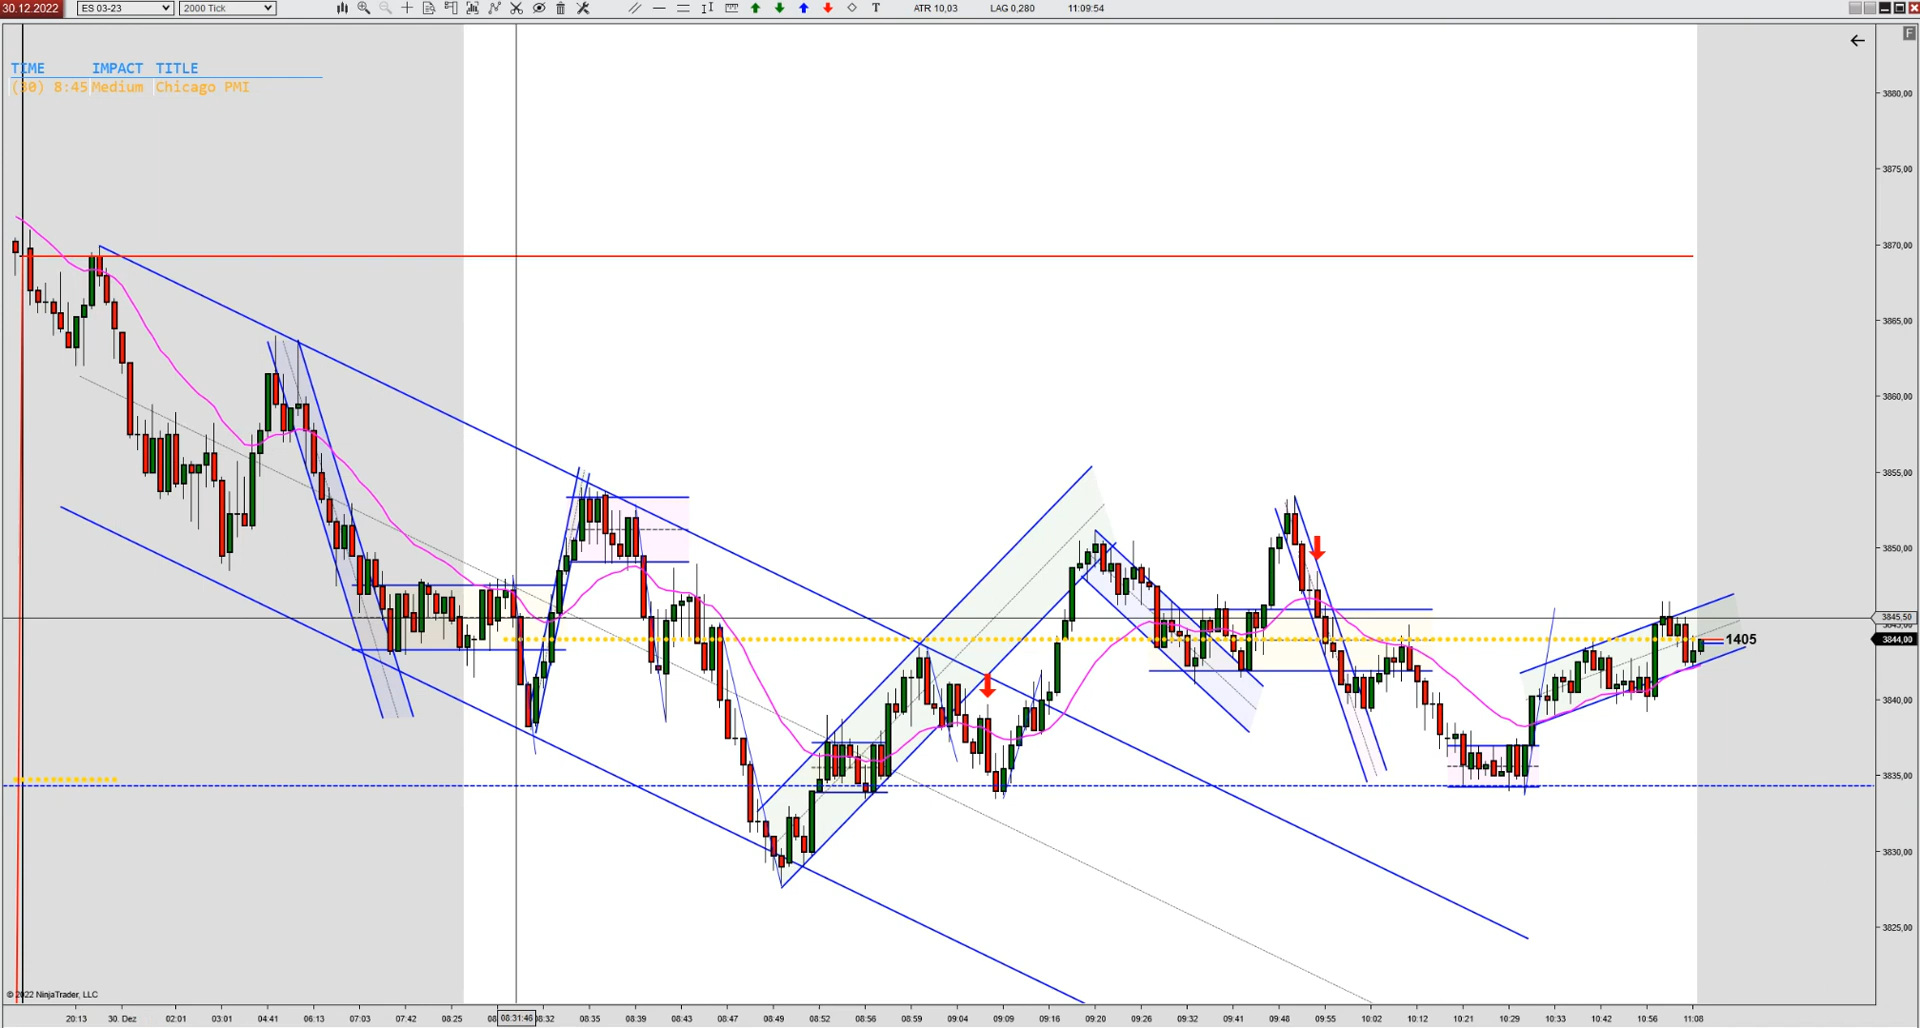 30.12.2022 ES 03-23 2000 Tick T ATR 10,03 LAG 0,280 11:09:54
F
TIME IMPACT TITLE
(30) 8:45 Medium Chicago PMI
3880,00
3875,00
3870,00
3865,00
3860,00
3855,00
3850,00
3845,50
3844,00
1405
3840,00
3835,00
3830,00
3825,00
© 2022 NinjaTrader, LLC
20:13 30. Dez 02:01 03:01 04:41 06:13 07:03 07:42 08:25 08:31:46 08:32 08:35 08:39 08:43 08:47 08:49 08:52 08:56 08:59 09:04 09:09 09:16 09:20 09:26 09:32 09:41 09:48 09:55 10:02 10:12 10:21 10:29 10:33 10:42 10:56 11:08